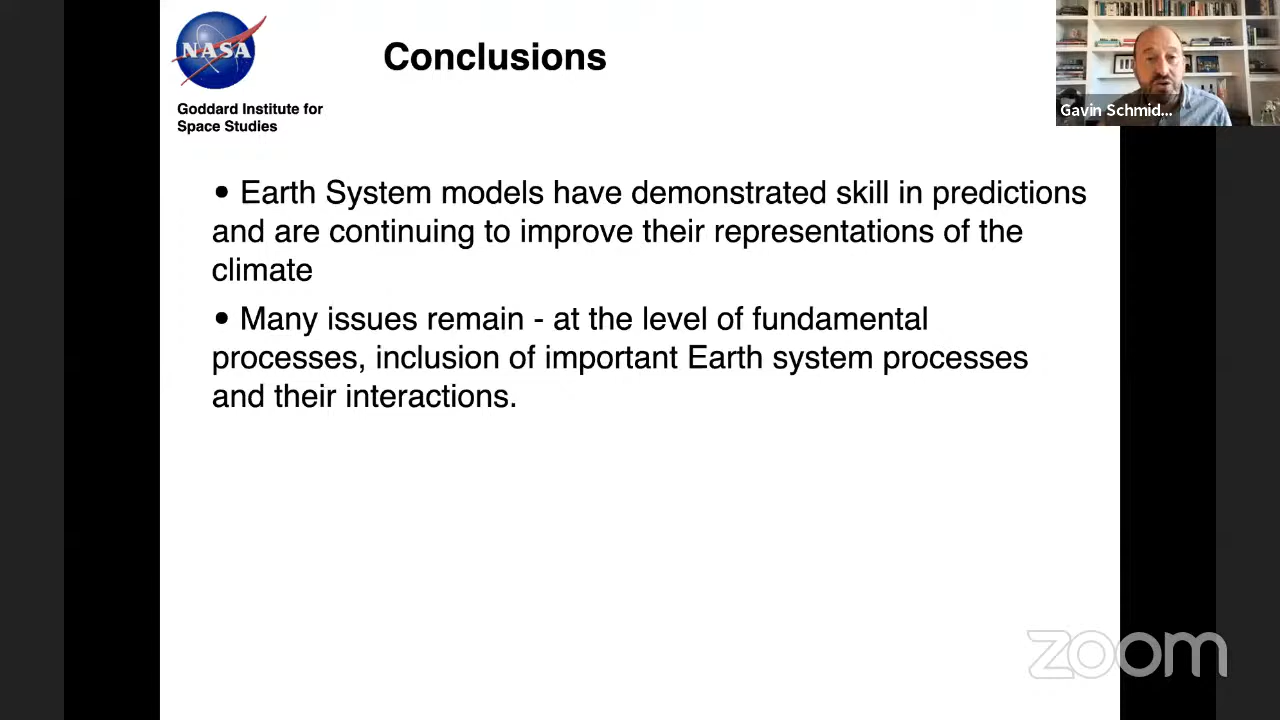 NASA
Conclusions
Goddard Institute for
Space Studies
Gavin Schmid...
• Earth System models have demonstrated skill in predictions
and are continuing to improve their representations of the
climate
• Many issues remain - at the level of fundamental
processes, inclusion of important Earth system processes
and their interactions.
zoom